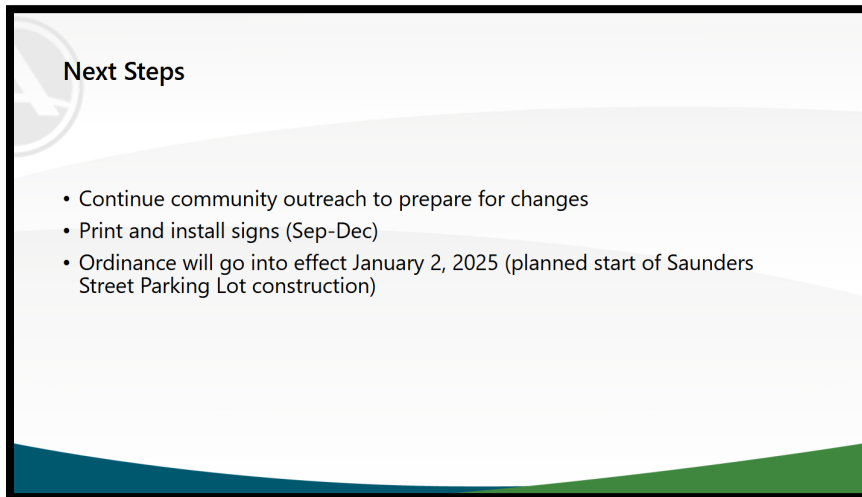 Next Steps
• Continue community outreach to prepare for changes
• Print and install signs (Sep-Dec)
• Ordinance will go into effect January 2, 2025 (planned start of Saunders
Street Parking Lot construction)